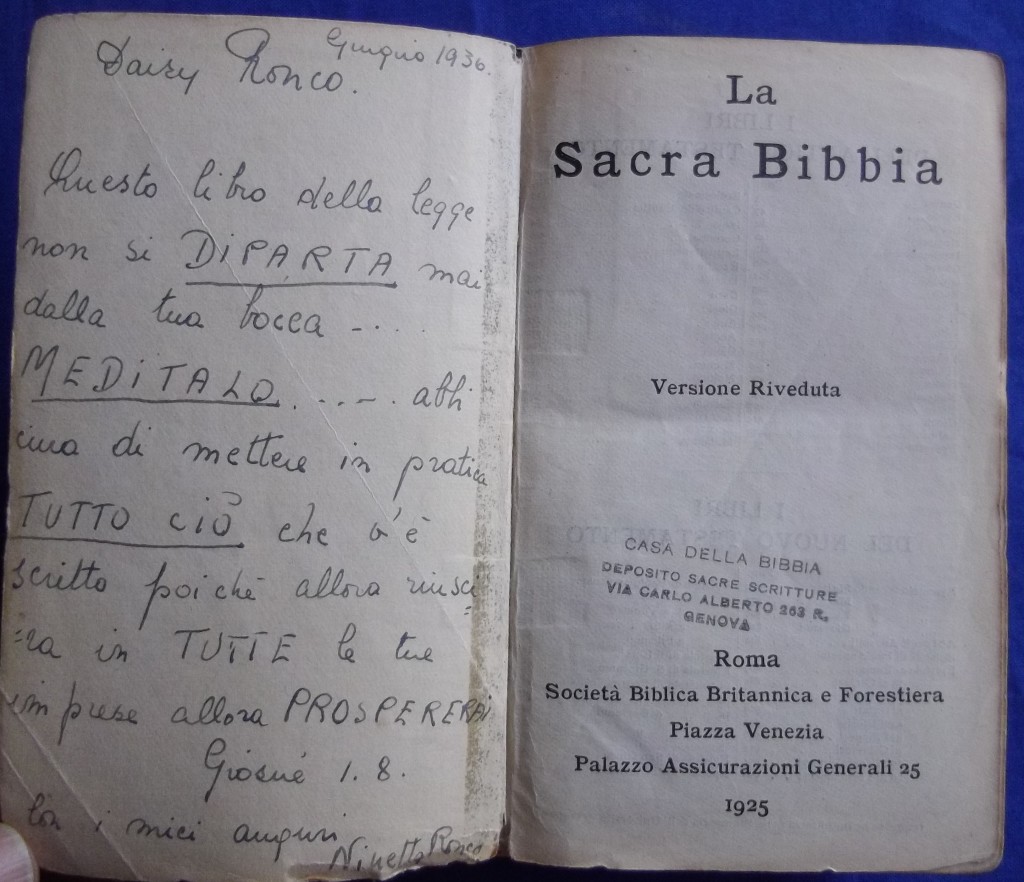 Giugno 1936.
Daisy Ronco.
Questo libro della legge
non si DIPARTA mai
dalla tua bocca - ....
MEDITALO. ...-. abbi
cura di mettere in pratica
TUTTO CIÒ che v'è
scritto poichè allora riusci
=ra in TUTTE le tue
imprese allora PROSPERERAI
Giosuè 1.8.
Con i miei auguri
Ninetta Ronco
La
Sacra Bibbia
Versione Riveduta
CASA DELLA BIBBIA
DEPOSITO SACRE SCRITTURE
VIA CARLO ALBERTO 263 R.
GENOVA
Roma
Società Biblica Britannica e Forestiera
Piazza Venezia
Palazzo Assicurazioni Generali 25
1925